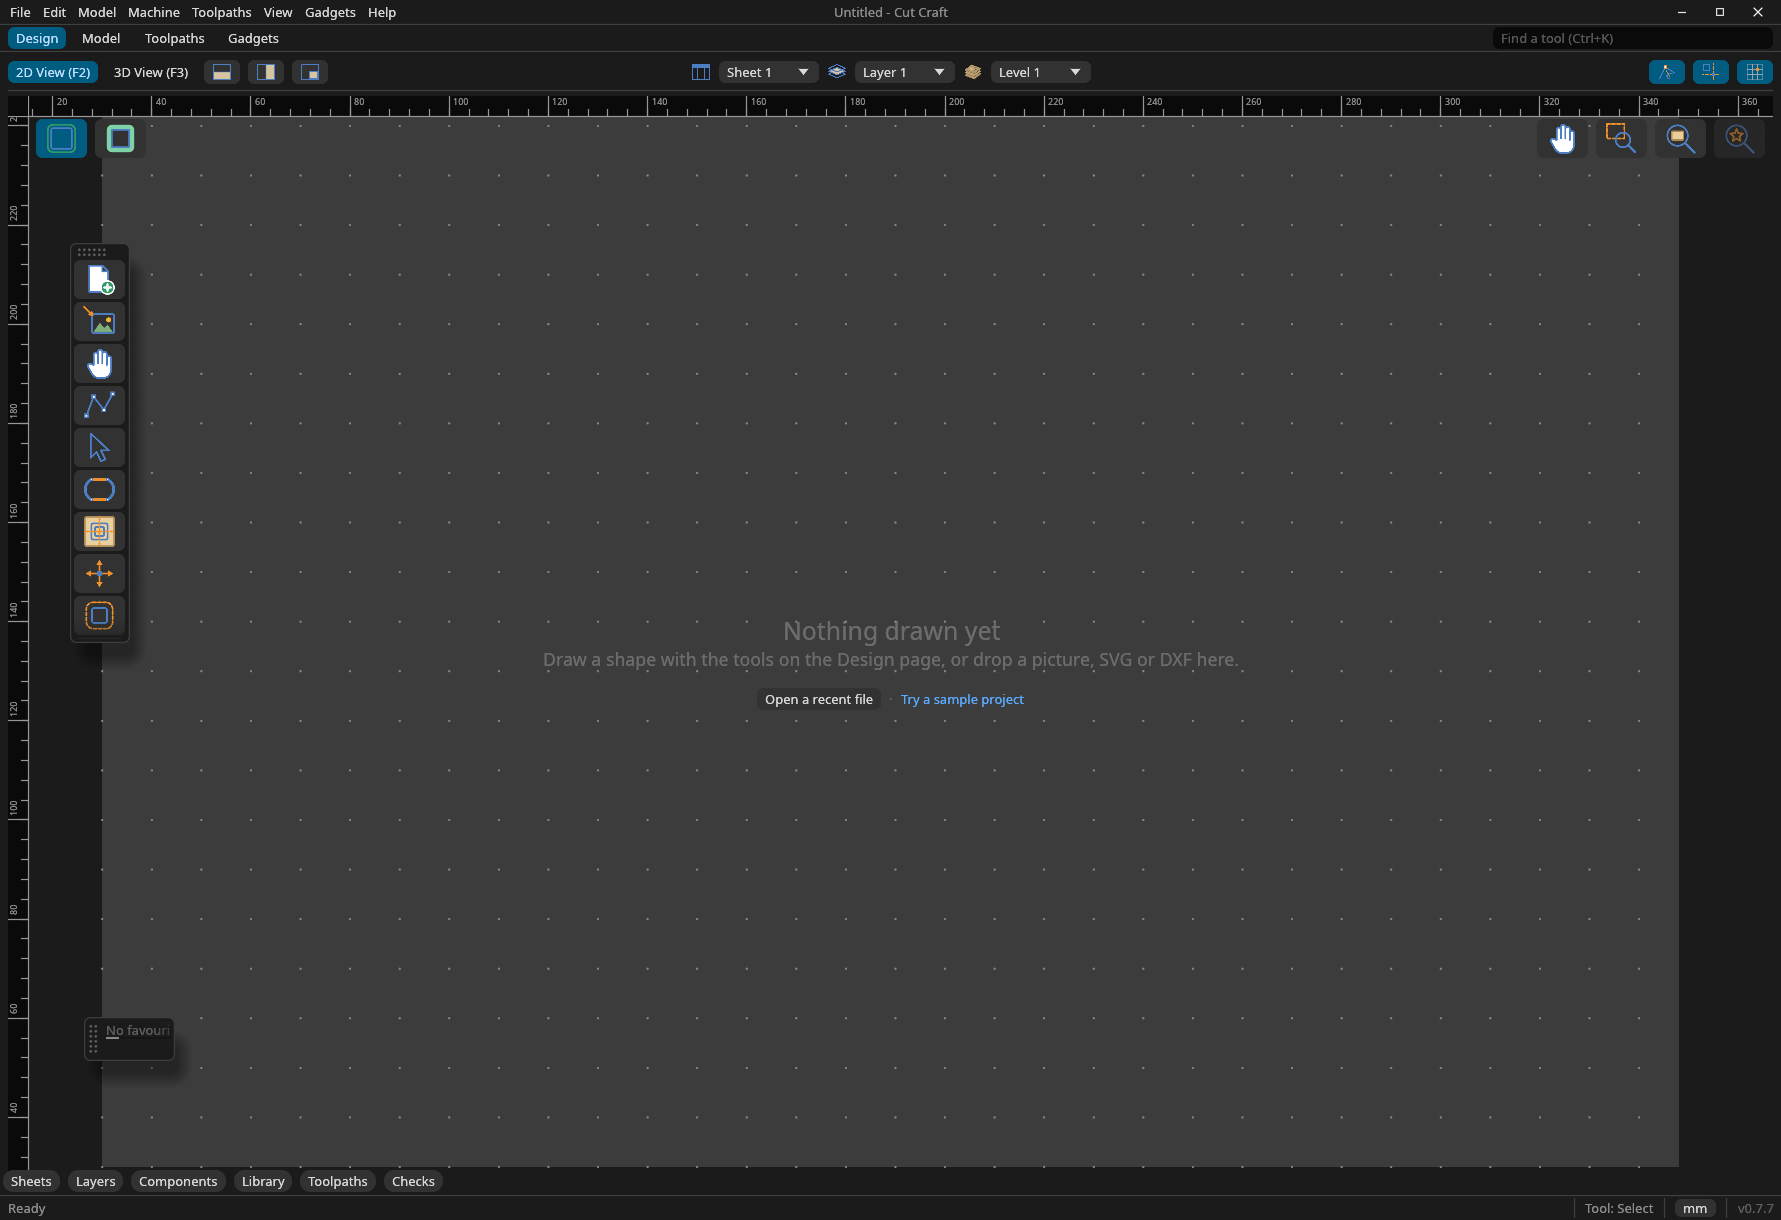 File Edit Model Machine Toolpaths View Gadgets Help
Untitled - Cut Craft
Design Model Toolpaths Gadgets
Find a tool (Ctrl+K)
2D View (F2) 3D View (F3)
Sheet 1 Layer 1 Level 1
20 40 60 80 100 120 140 160 180 200 220 240 260 280 300 320 340 360
220
200
180
160
140
120
100
80
60
40
Nothing drawn yet
Draw a shape with the tools on the Design page, or drop a picture, SVG or DXF here.
Open a recent file · Try a sample project
No favouri
Sheets Layers Components Library Toolpaths Checks
Ready
Tool: Select mm v0.7.7